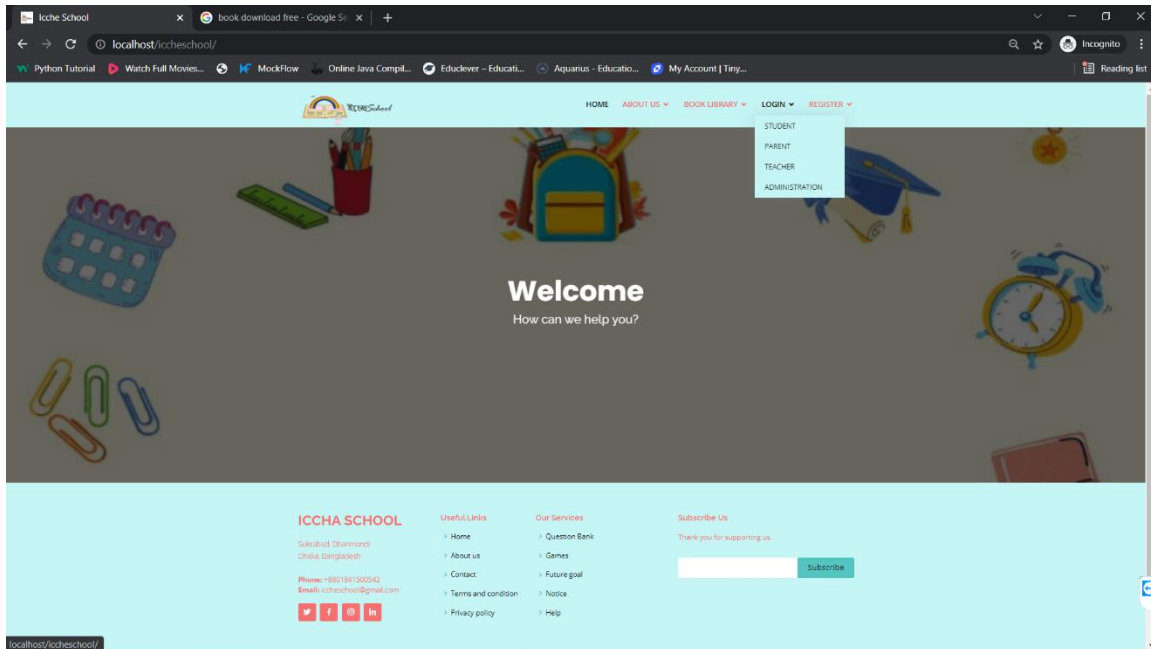 Icche School
book download free - Google Se
localhost/iccheschool/
Incognito
Python Tutorial
Watch Full Movies...
MockFlow
Online Java Compil...
Educlever – Educati...
Aquarius - Educatio...
My Account | Tiny...
Reading list
School
HOME ABOUT US BOOK LIBRARY LOGIN REGISTER
STUDENT
PARENT
TEACHER
ADMINISTRATION
Welcome
How can we help you?
ICCHA SCHOOL
Dhaka, Bangladesh
Phone: +8801841500542
Email: iccheschool@gmail.com
Useful Links
Home
About us
Contact
Terms and condition
Privacy policy
Our Services
Question Bank
Games
Future goal
Notice
Help
Subscribe Us
Thank you for supporting us.
Subscribe
localhost/iccheschool/